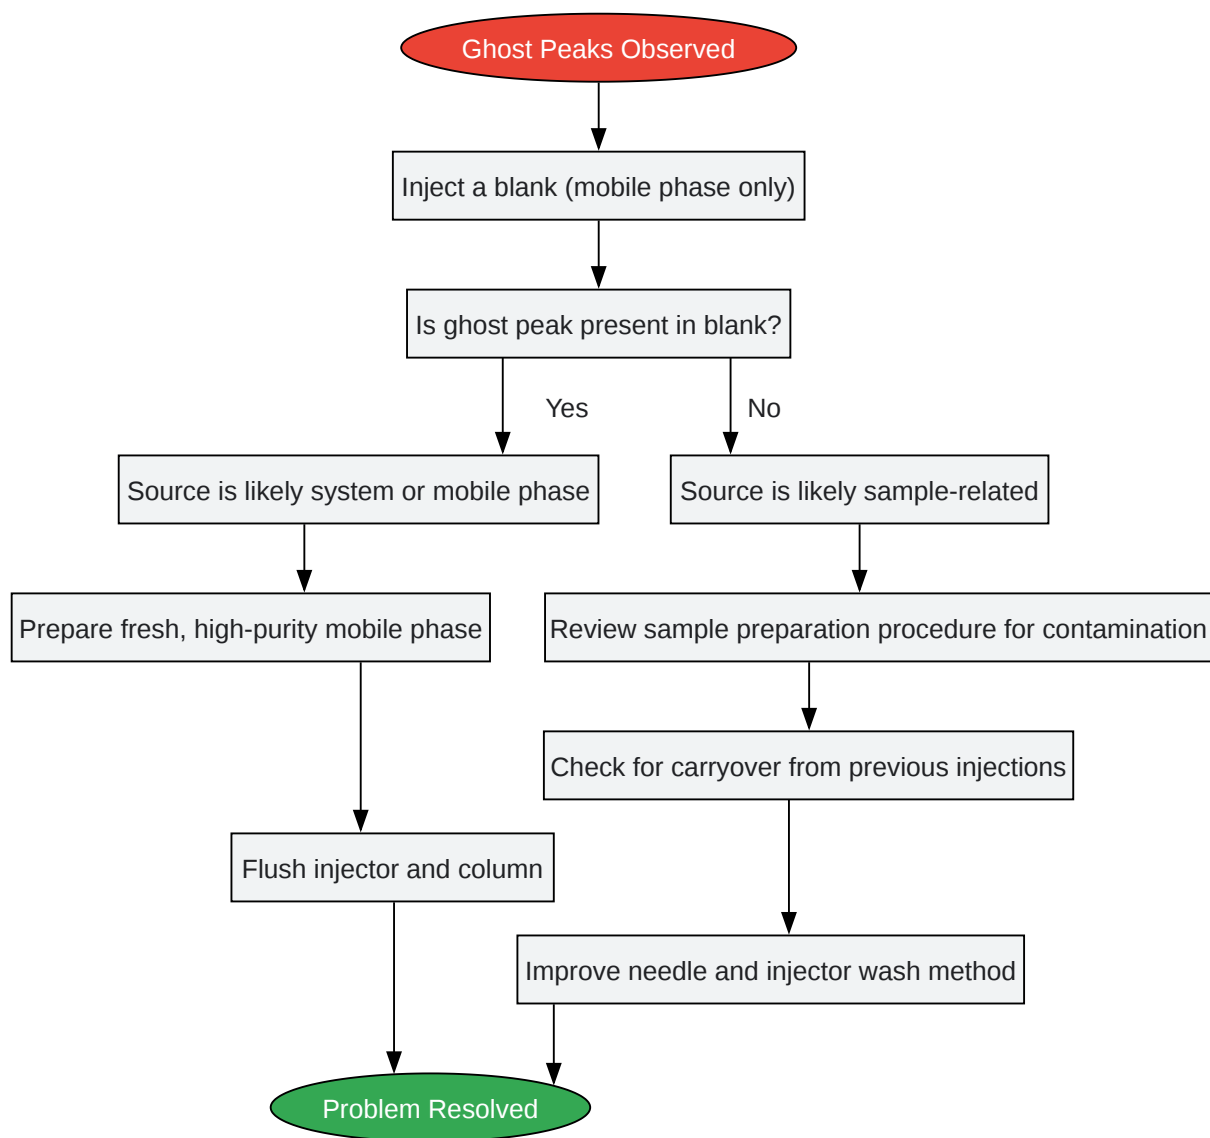 Ghost Peaks Observed
Inject a blank (mobile phase only)
Is ghost peak present in blank?
Yes
No
Source is likely system or mobile phase
Source is likely sample-related
Prepare fresh, high-purity mobile phase
Review sample preparation procedure for contamination
Check for carryover from previous injections
Flush injector and column
Improve needle and injector wash method
Problem Resolved